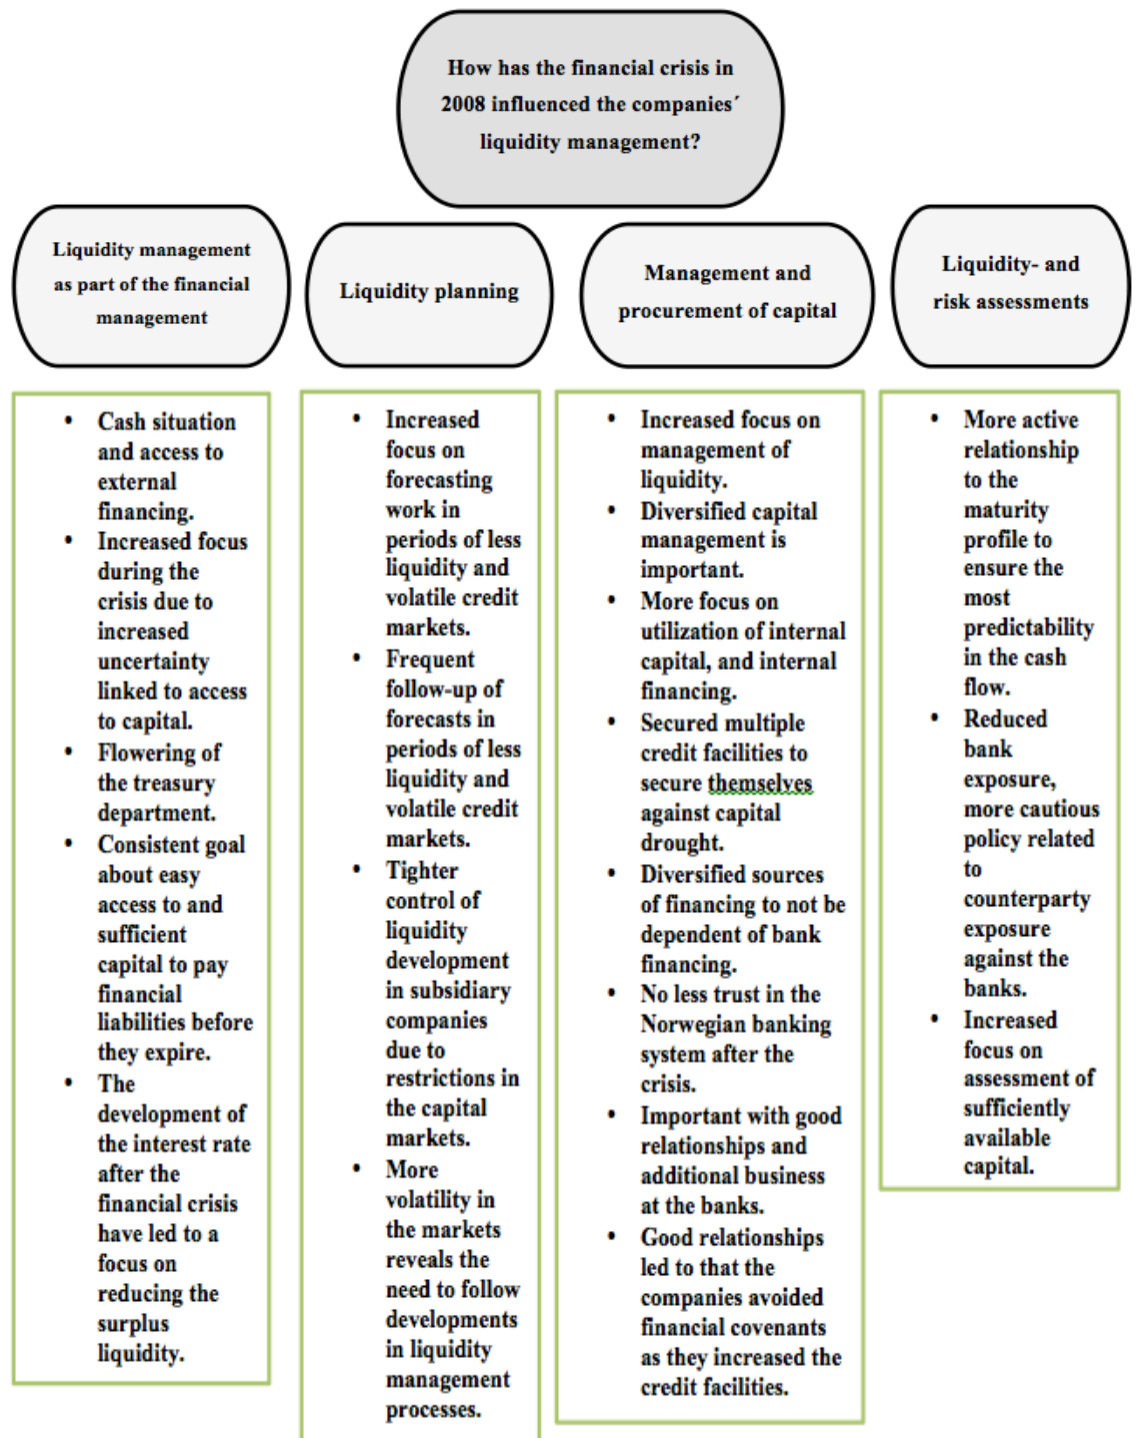 How has the financial crisis in
2008 influenced the companies´
liquidity management?
Liquidity management
as part of the financial
management
Liquidity planning
Management and
procurement of capital
Liquidity- and
risk assessments
• Cash situation
and access to
external
financing.
• Increased focus
during the
crisis due to
increased
uncertainty
linked to access
to capital.
• Flowering of
the treasury
department.
• Consistent goal
about easy
access to and
sufficient
capital to pay
financial
liabilities before
they expire.
• The
development of
the interest rate
after the
financial crisis
have led to a
focus on
reducing the
surplus
liquidity.
• Increased
focus on
forecasting
work in
periods of less
liquidity and
volatile credit
markets.
• Frequent
follow-up of
forecasts in
periods of less
liquidity and
volatile credit
markets.
• Tighter
control of
liquidity
development
in subsidiary
companies
due to
restrictions in
the capital
markets.
• More
volatility in
the markets
reveals the
need to follow
developments
in liquidity
management
processes.
• Increased focus on
management of
liquidity.
• Diversified capital
management is
important.
• More focus on
utilization of internal
capital, and internal
financing.
• Secured multiple
credit facilities to
secure themselves
against capital
drought.
• Diversified sources
of financing to not be
dependent of bank
financing.
• No less trust in the
Norwegian banking
system after the
crisis.
• Important with good
relationships and
additional business
at the banks.
• Good relationships
led to that the
companies avoided
financial covenants
as they increased the
credit facilities.
• More active
relationship
to the
maturity
profile to
ensure the
most
predictability
in the cash
flow.
• Reduced
bank
exposure,
more cautious
policy related
to
counterparty
exposure
against the
banks.
• Increased
focus on
assessment of
sufficiently
available
capital.